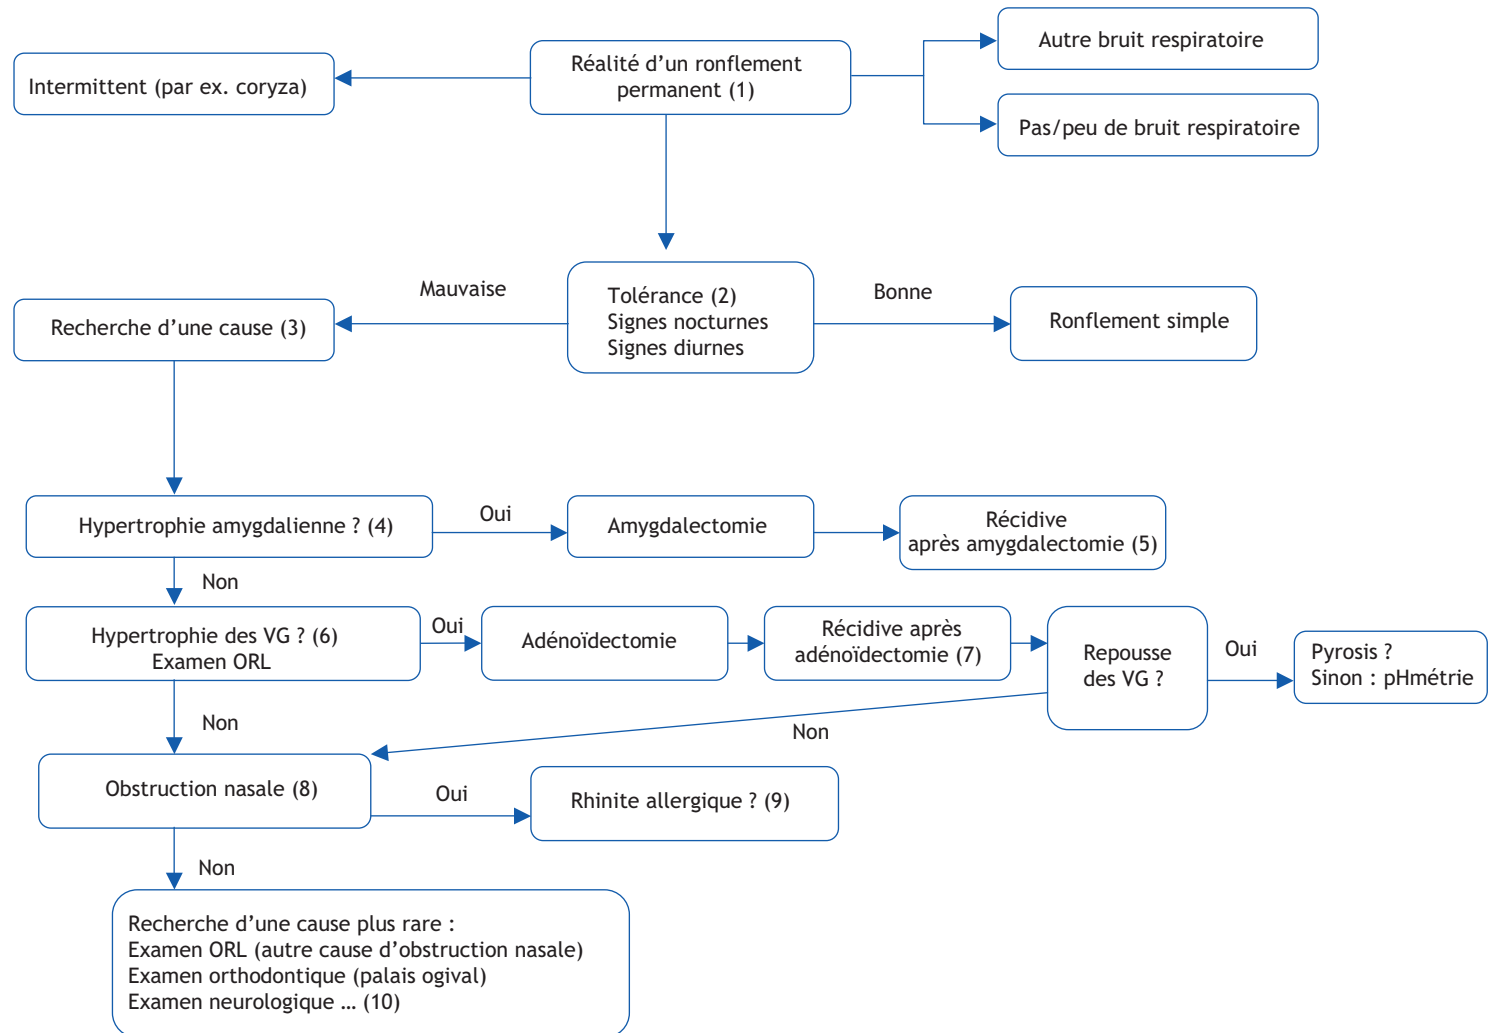 Autre bruit respiratoire
Réalité d’un ronflement
permanent (1)
Intermittent (par ex. coryza)
Pas/peu de bruit respiratoire
Mauvaise
Bonne
Tolérance (2)
Signes nocturnes
Signes diurnes
Recherche d’une cause (3)
Ronflement simple
Hypertrophie amygdalienne ? (4)
Oui
Amygdalectomie
Récidive
après amygdalectomie (5)
Non
Hypertrophie des VG ? (6)
Examen ORL
Oui
Adénoïdectomie
Récidive après
adénoïdectomie (7)
Repousse
des VG ?
Oui
Pyrosis ?
Sinon : pHmétrie
Non
Non
Obstruction nasale (8)
Oui
Rhinite allergique ? (9)
Non
Recherche d’une cause plus rare :
Examen ORL (autre cause d’obstruction nasale)
Examen orthodontique (palais ogival)
Examen neurologique … (10)